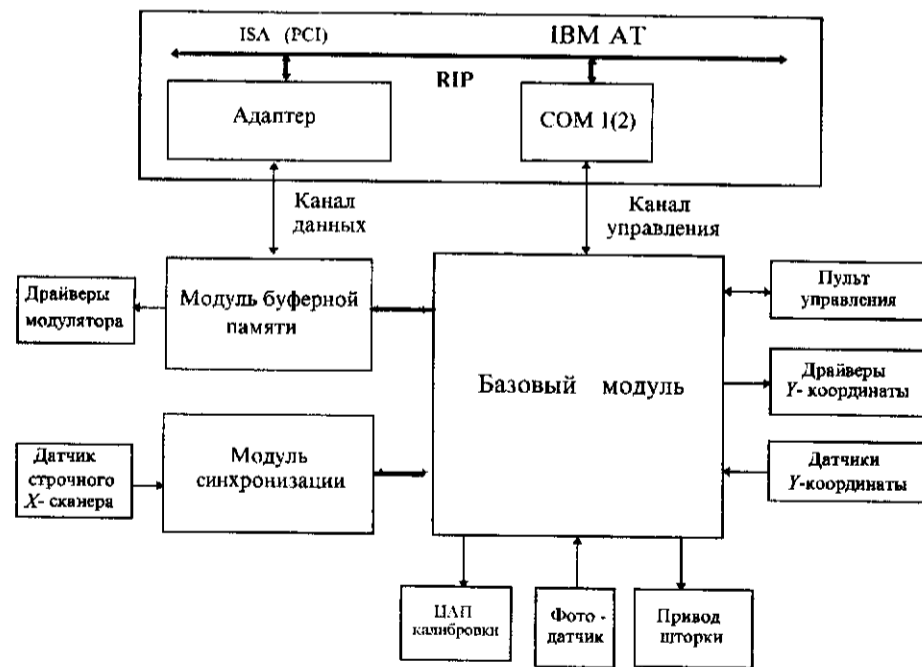 ISA (PCI)
IBM AT
RIP
Адаптер
COM 1(2)
Канал
данных
Канал
управления
Драйверы
модулятора
Модуль буферной
памяти
Базовый модуль
Пульт
управления
Драйверы
Y- координаты
Датчик
строчного
X- сканера
Модуль
синхронизации
Датчики
Y-координаты
ЦАП
калибровки
Фото -
датчик
Привод
шторки